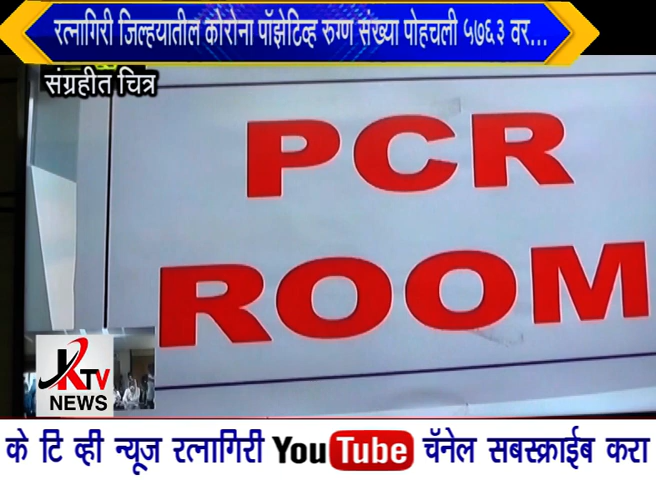 रत्नागिरी जिल्हयातील कोरोना पॉझेटिव्ह रुग्ण संख्या पोहचली ५७६३ वर...
संग्रहीत चित्र
PCR
ROOM
KTV
NEWS
के टि व्ही न्यूज रत्नागिरी YouTube चॅनेल सबस्क्राईब करा